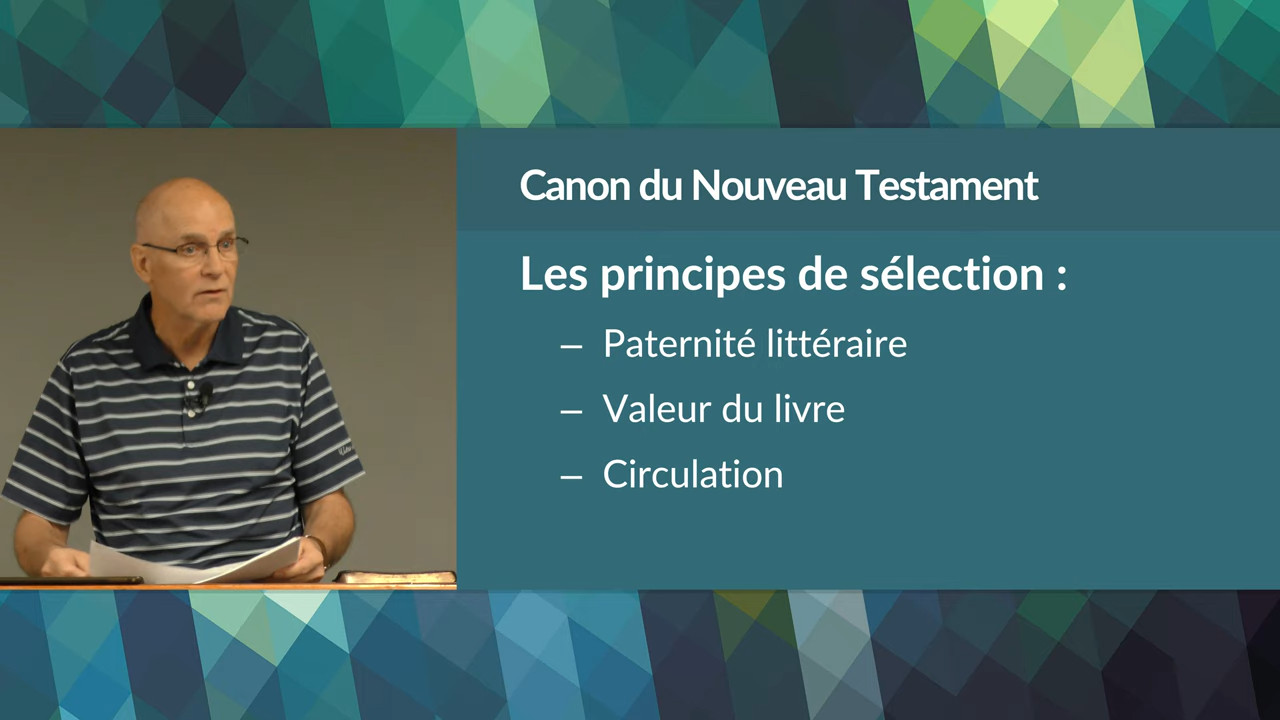 Canon du Nouveau Testament
Les principes de sélection :
– Paternité littéraire
– Valeur du livre
– Circulation